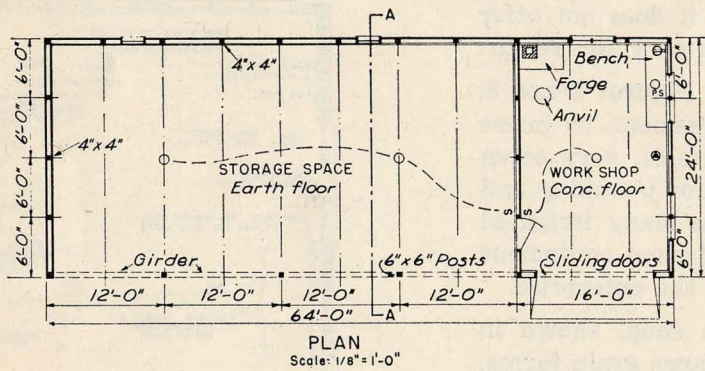 A
6'-0"
6'-0"
6'-0"
6'-0"
4"x 4"
4"x 4"
STORAGE SPACE
Earth floor
Bench
Forge
Anvil
P.S
WORK SHOP
Conc. floor
S
S
6'-0"
24'-0"
6'-0"
Girder
6"x 6" Posts
Sliding doors
12'-0"
12'-0"
12'-0"
12'-0"
16'-0"
64'-0"
A
PLAN
Scale: 1/8" = 1'-0"